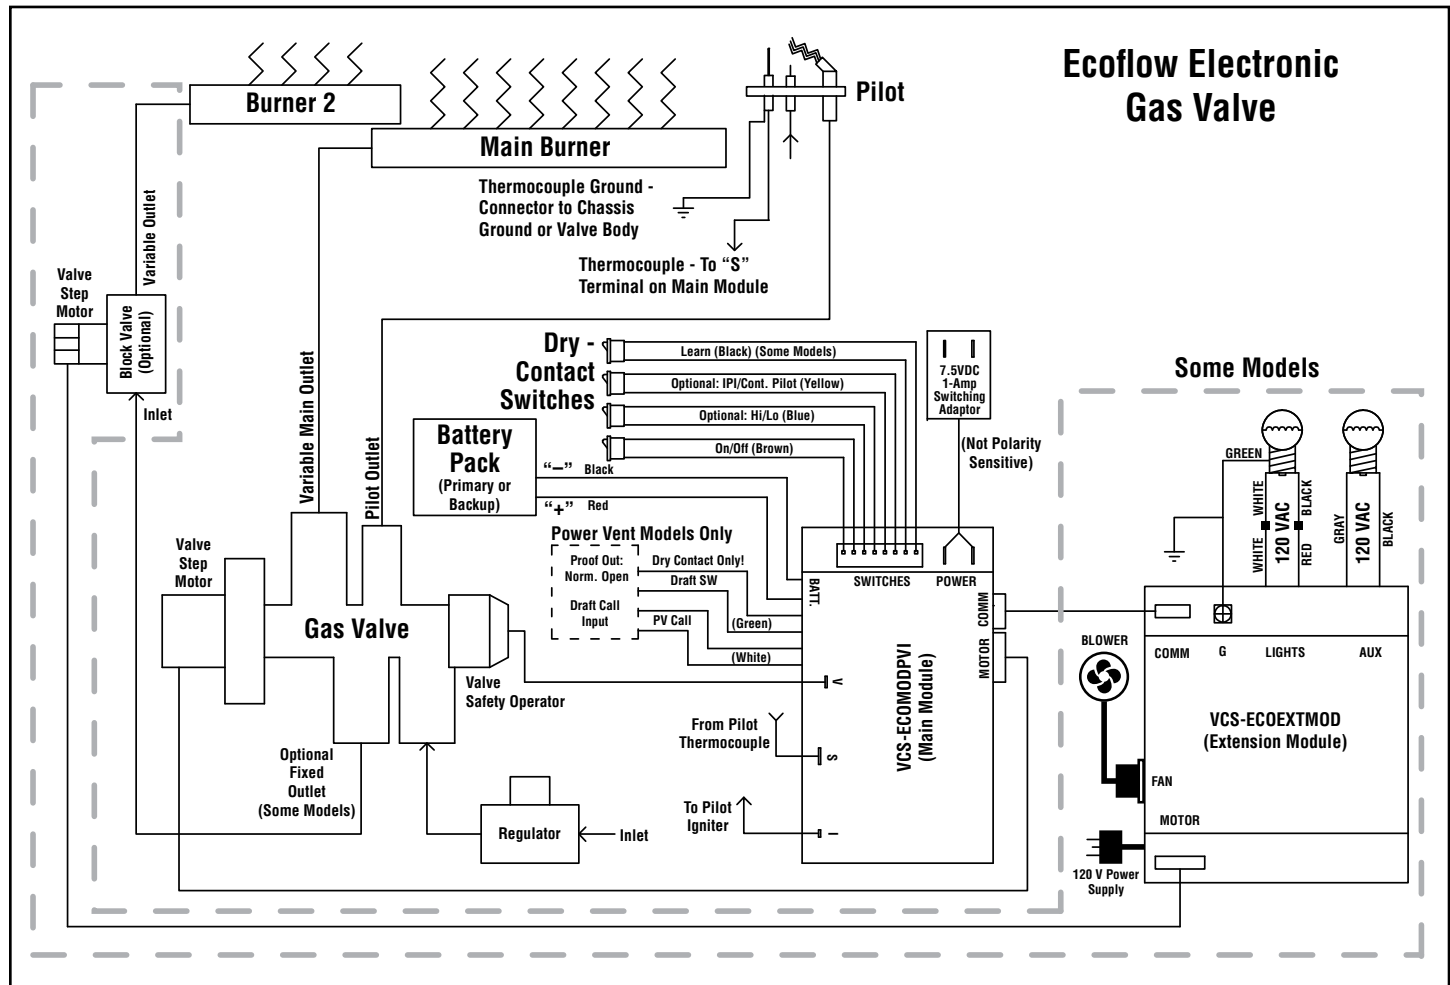 Ecoflow Electronic
Gas Valve
Burner 2
Main Burner
Pilot
Thermocouple Ground -
Connector to Chassis
Ground or Valve Body
Thermocouple - To “S”
Terminal on Main Module
Variable Outlet
Valve
Step
Motor
Block Valve
(Optional)
Inlet
Variable Main Outlet
Pilot Outlet
Dry -
Contact
Switches
Learn (Black) (Some Models)
Optional: IPI/Cont. Pilot (Yellow)
Optional: Hi/Lo (Blue)
On/Off (Brown)
7.5VDC
1-Amp
Switching
Adaptor
(Not Polarity
Sensitive)
Battery
Pack
(Primary or
Backup)
“–” Black
“+” Red
Power Vent Models Only
Proof Out:
Norm. Open
Draft Call
Input
Dry Contact Only!
Draft SW
(Green)
PV Call
(White)
SWITCHES
POWER
BATT.
COMM
MOTOR
V
S
I
VCS-ECOMODPVI
(Main Module)
Valve
Step
Motor
Gas Valve
Valve
Safety Operator
From Pilot
Thermocouple
To Pilot
Igniter
Optional
Fixed
Outlet
(Some Models)
Regulator
Inlet
Some Models
GREEN
WHITE
WHITE
120 VAC
BLACK
RED
GRAY
120 VAC
BLACK
BLOWER
COMM
G
LIGHTS
AUX
VCS-ECOEXTMOD
(Extension Module)
FAN
MOTOR
120 V Power
Supply